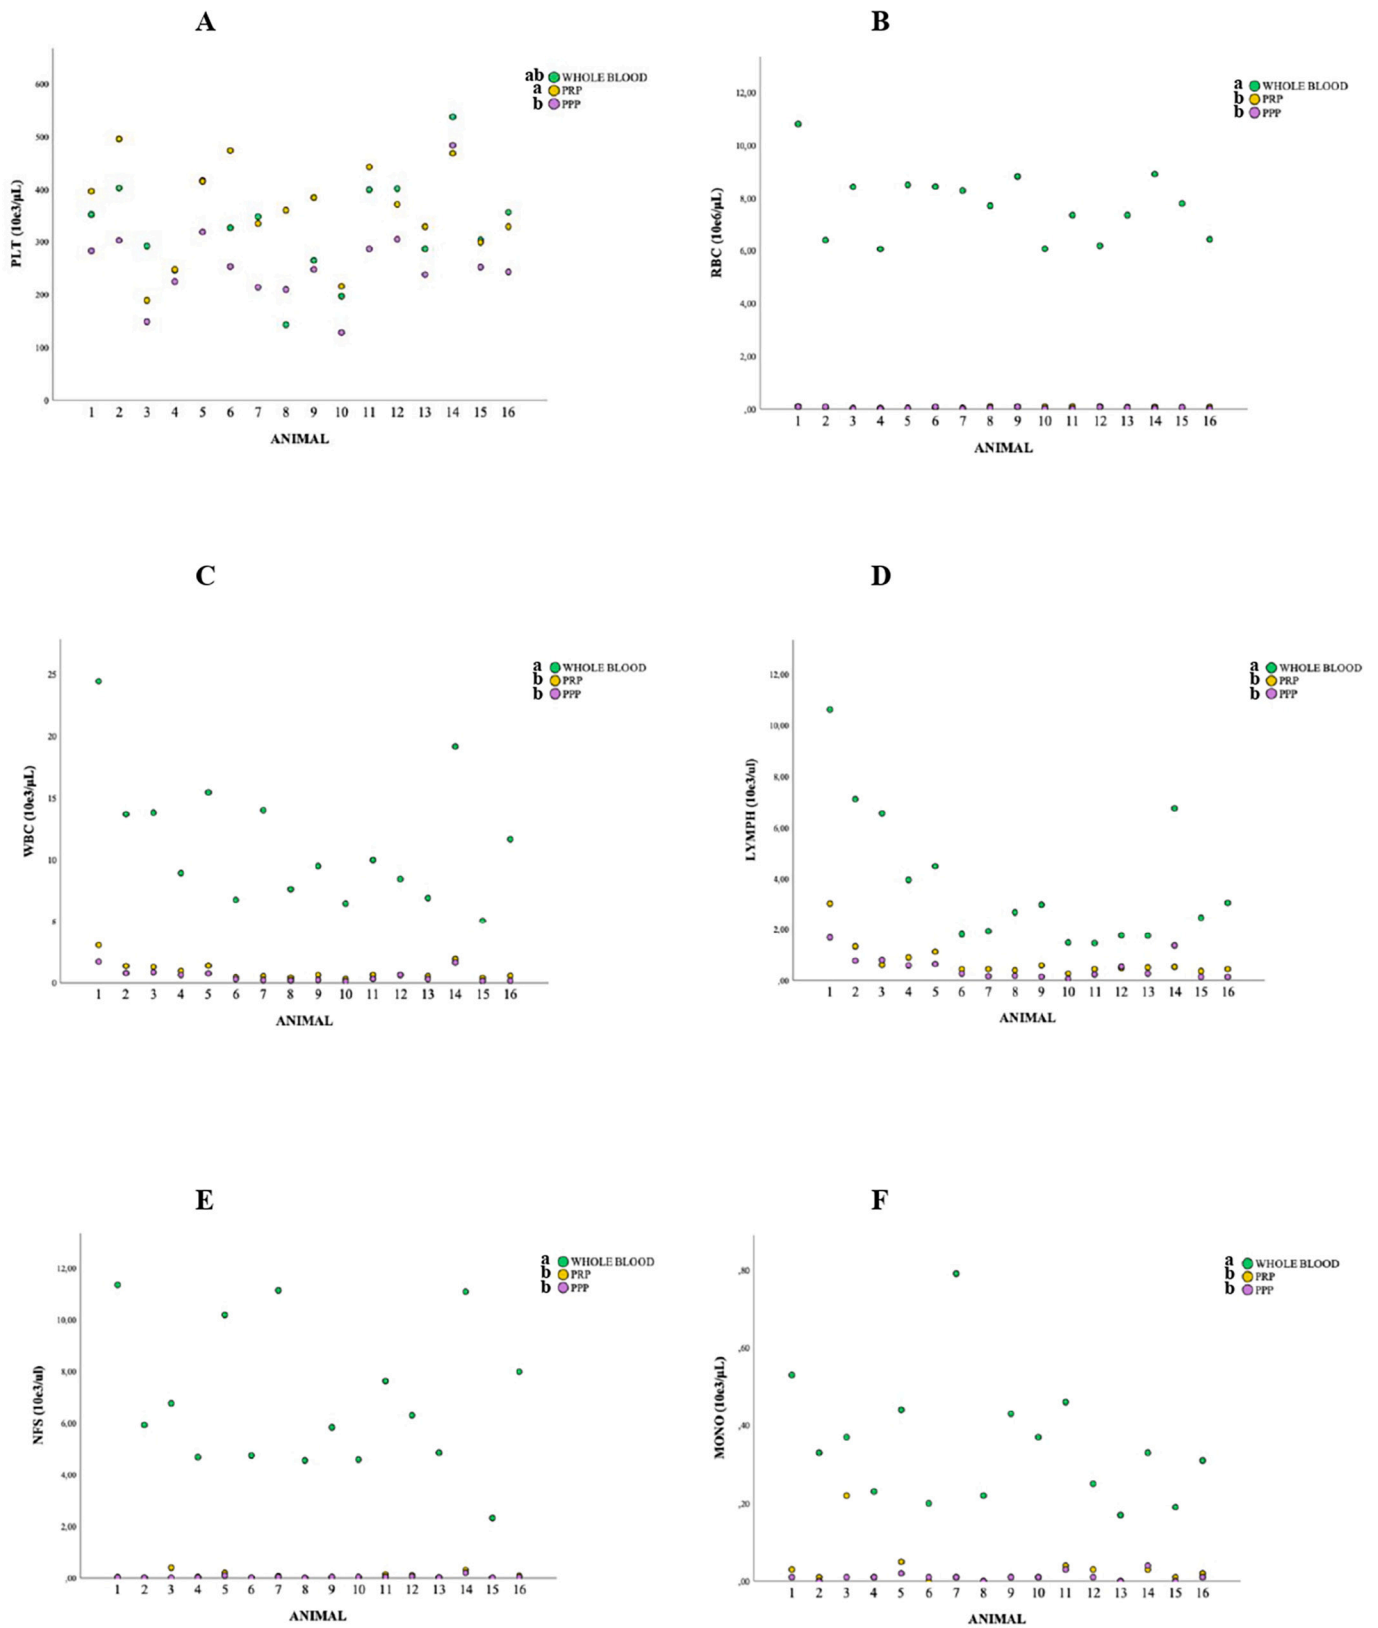 A
ab WHOLE BLOOD
a PRP
b PPP
600
500
400
300
200
100
0
PLT (10e3/µL)
1 2 3 4 5 6 7 8 9 10 11 12 13 14 15 16
ANIMAL
B
a WHOLE BLOOD
b PRP
b PPP
12,00
10,00
8,00
6,00
4,00
2,00
,00
RBC (10e6/µL)
1 2 3 4 5 6 7 8 9 10 11 12 13 14 15 16
ANIMAL
C
a WHOLE BLOOD
b PRP
b PPP
25
20
15
10
5
0
WBC (10e3/µL)
1 2 3 4 5 6 7 8 9 10 11 12 13 14 15 16
ANIMAL
D
a WHOLE BLOOD
b PRP
b PPP
12,00
10,00
8,00
6,00
4,00
2,00
,00
LYMPH (10e3/ul)
1 2 3 4 5 6 7 8 9 10 11 12 13 14 15 16
ANIMAL
E
a WHOLE BLOOD
b PRP
b PPP
12,00
10,00
8,00
6,00
4,00
2,00
,00
NFS (10e3/ul)
1 2 3 4 5 6 7 8 9 10 11 12 13 14 15 16
ANIMAL
F
a WHOLE BLOOD
b PRP
b PPP
,80
,60
,40
,20
,00
MONO (10e3/µL)
1 2 3 4 5 6 7 8 9 10 11 12 13 14 15 16
ANIMAL